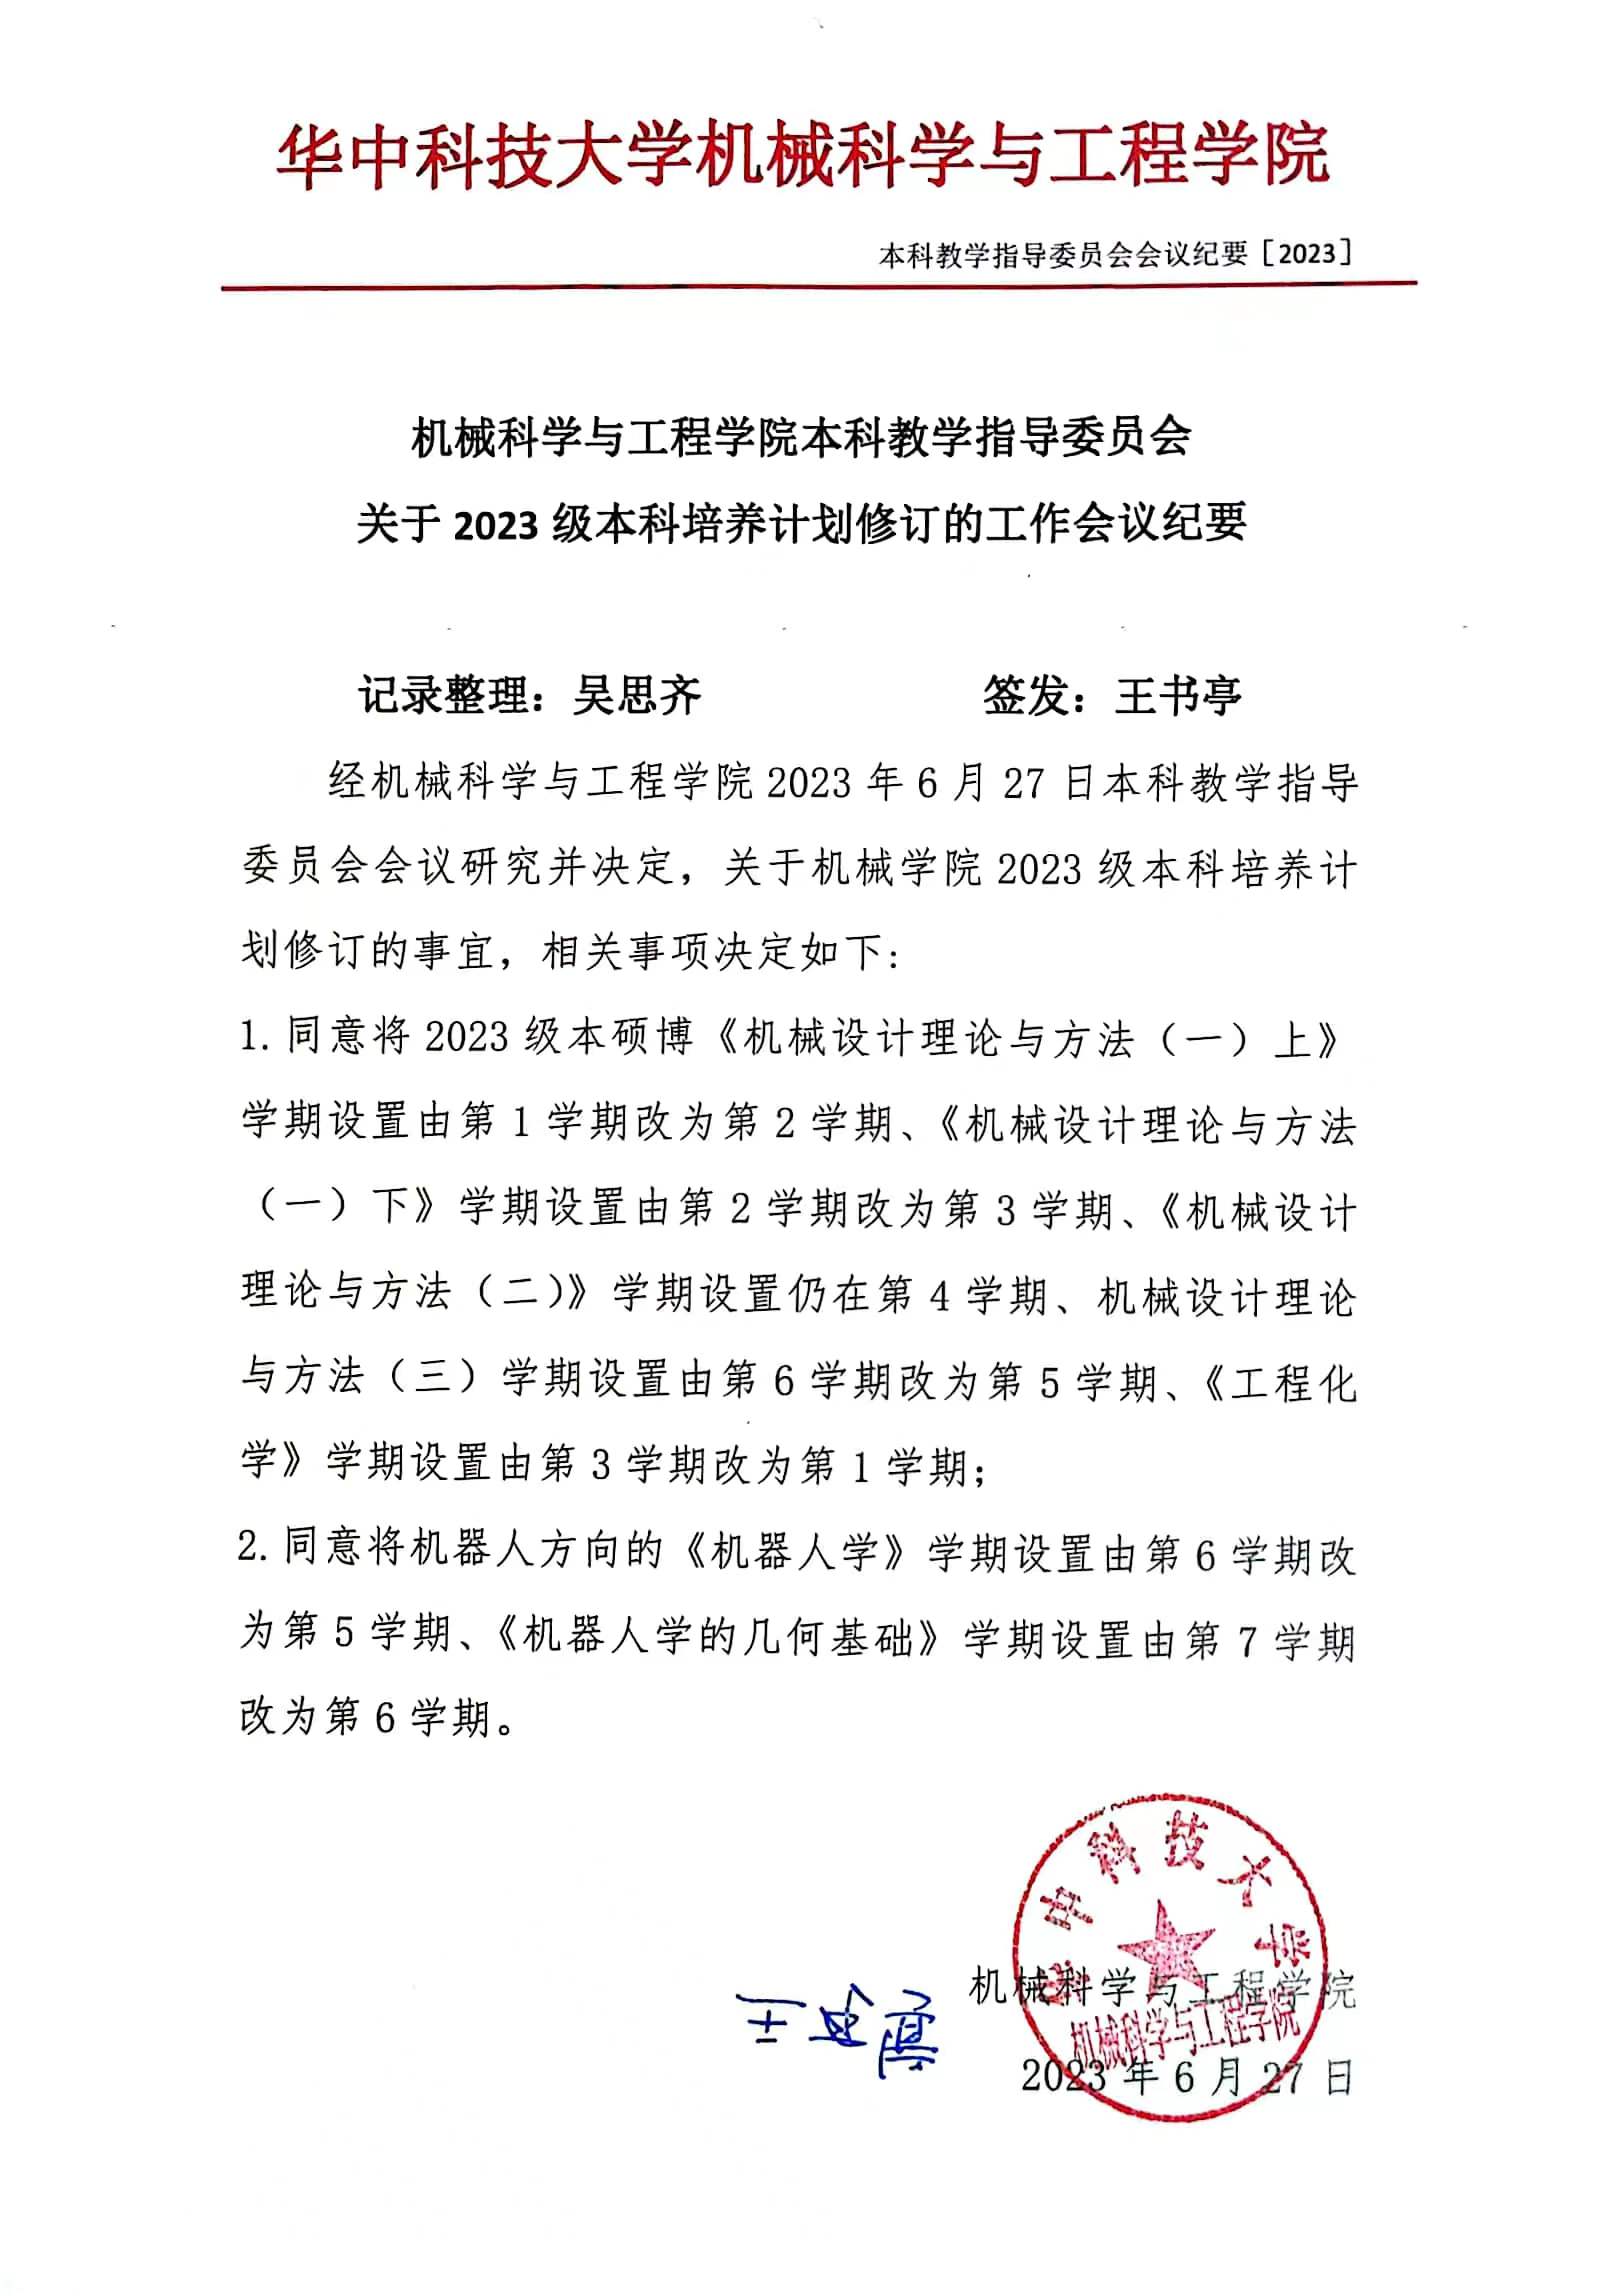 华中科技大学机械科学与工程学院
本科教学指导委员会会议纪要［2023］
机械科学与工程学院本科教学指导委员会
关于 2023 级本科培养计划修订的工作会议纪要
记录整理：吴思齐 签发：王书亭
经机械科学与工程学院 2023 年 6 月 27 日本科教学指导
委员会会议研究并决定，关于机械学院 2023 级本科培养计
划修订的事宜，相关事项决定如下：
1. 同意将 2023 级本硕博《机械设计理论与方法（一）上》
学期设置由第 1 学期改为第 2 学期、《机械设计理论与方法
（一）下》学期设置由第 2 学期改为第 3 学期、《机械设计
理论与方法（二）》学期设置仍在第 4 学期、机械设计理论
与方法（三）学期设置由第 6 学期改为第 5 学期、《工程化
学》学期设置由第 3 学期改为第 1 学期；
2. 同意将机器人方向的《机器人学》学期设置由第 6 学期改
为第 5 学期、《机器人学的几何基础》学期设置由第 7 学期
改为第 6 学期。
华中科技大学
机械科学与工程学院
机械科学与工程学院
2023 年 6 月 27 日